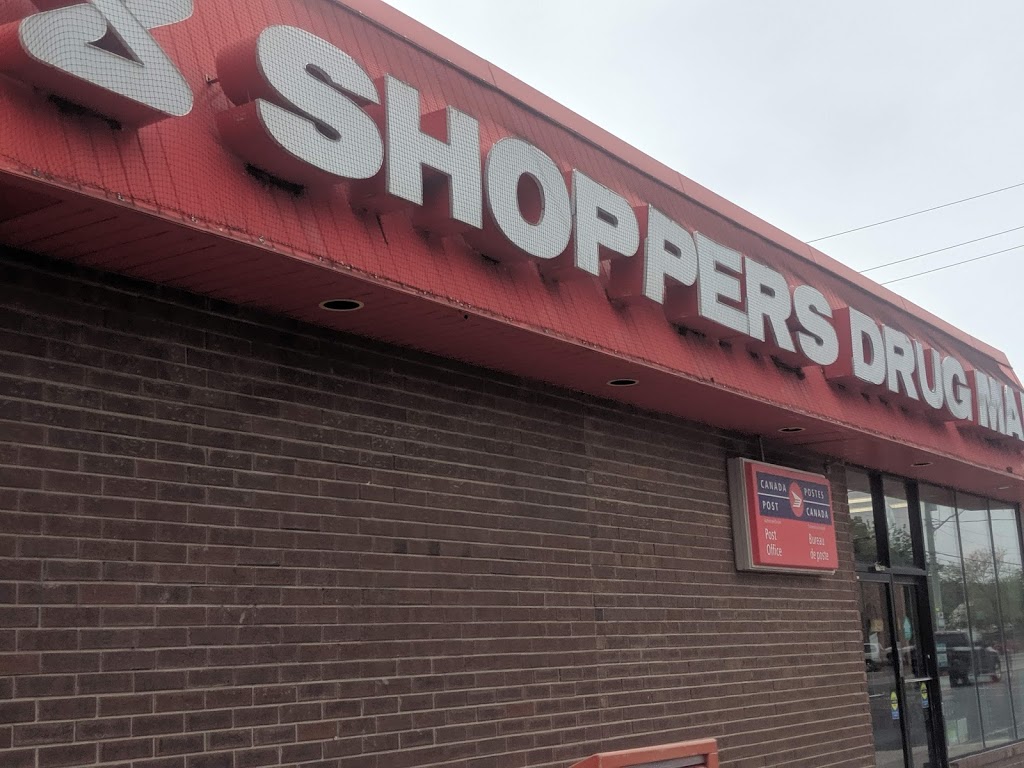 SHOPPERS DRUG MA
CANADA POSTES
POST CANADA
Post Bureau
Office de poste